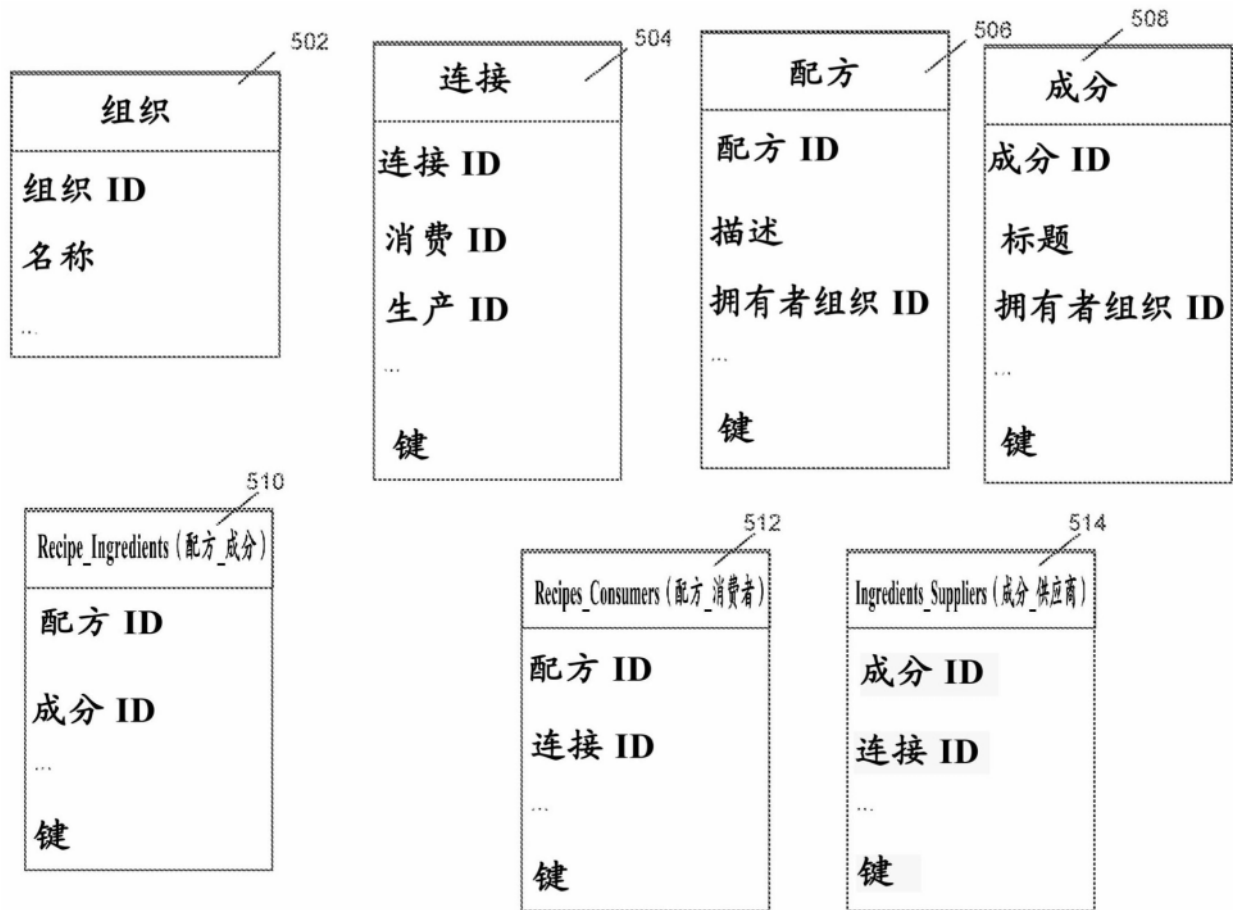 502
组织
组织 ID
名称
...
504
连接
连接 ID
消费 ID
生产 ID
...
键
506
配方
配方 ID
描述
拥有者组织 ID
...
键
508
成分
成分 ID
标题
拥有者组织 ID
...
键
510
Recipe_Ingredients（配方_成分）
配方 ID
成分 ID
...
键
512
Recipes_Consumers（配方_消费者）
配方 ID
连接 ID
...
键
514
Ingredients_Suppliers（成分_供应商）
成分 ID
连接 ID
...
键